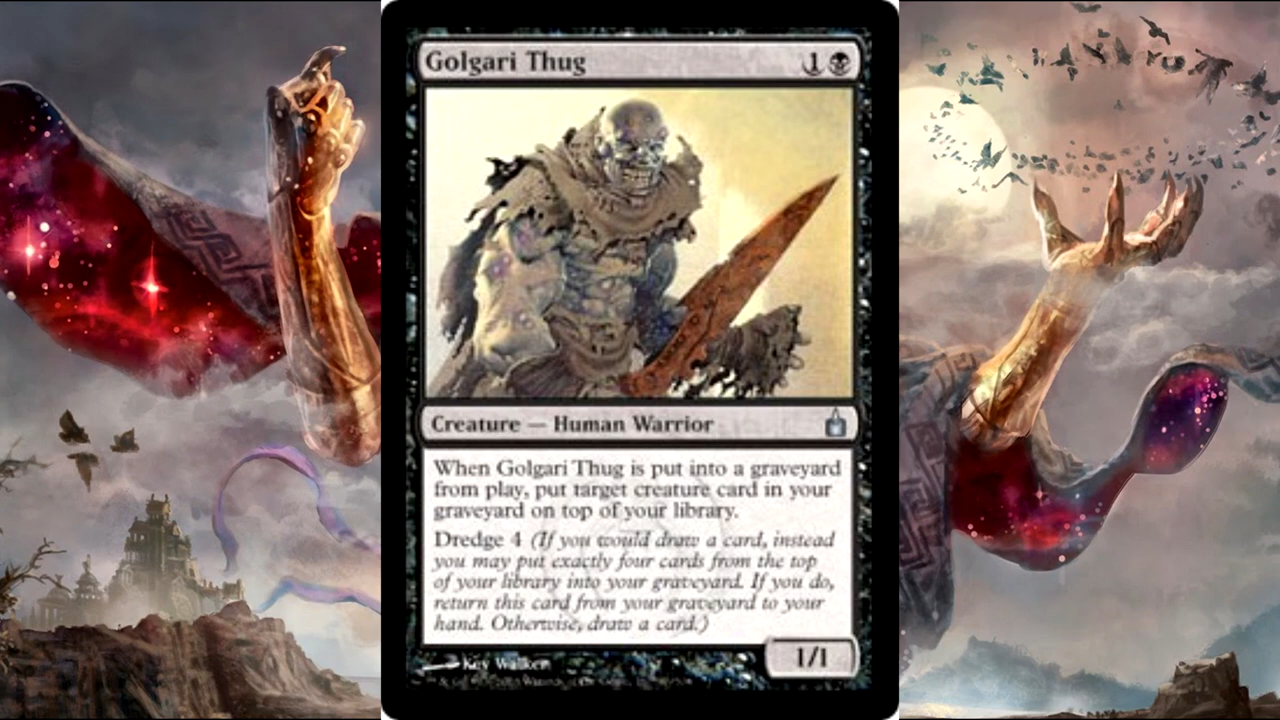 Golgari Thug 1
Creature — Human Warrior
When Golgari Thug is put into a graveyard
from play, put target creature card in your
graveyard on top of your library.
Dredge 4 (If you would draw a card, instead
you may put exactly four cards from the top
of your library into your graveyard. If you do,
return this card from your graveyard to your
hand. Otherwise, draw a card.)
1/1
Kev Walker